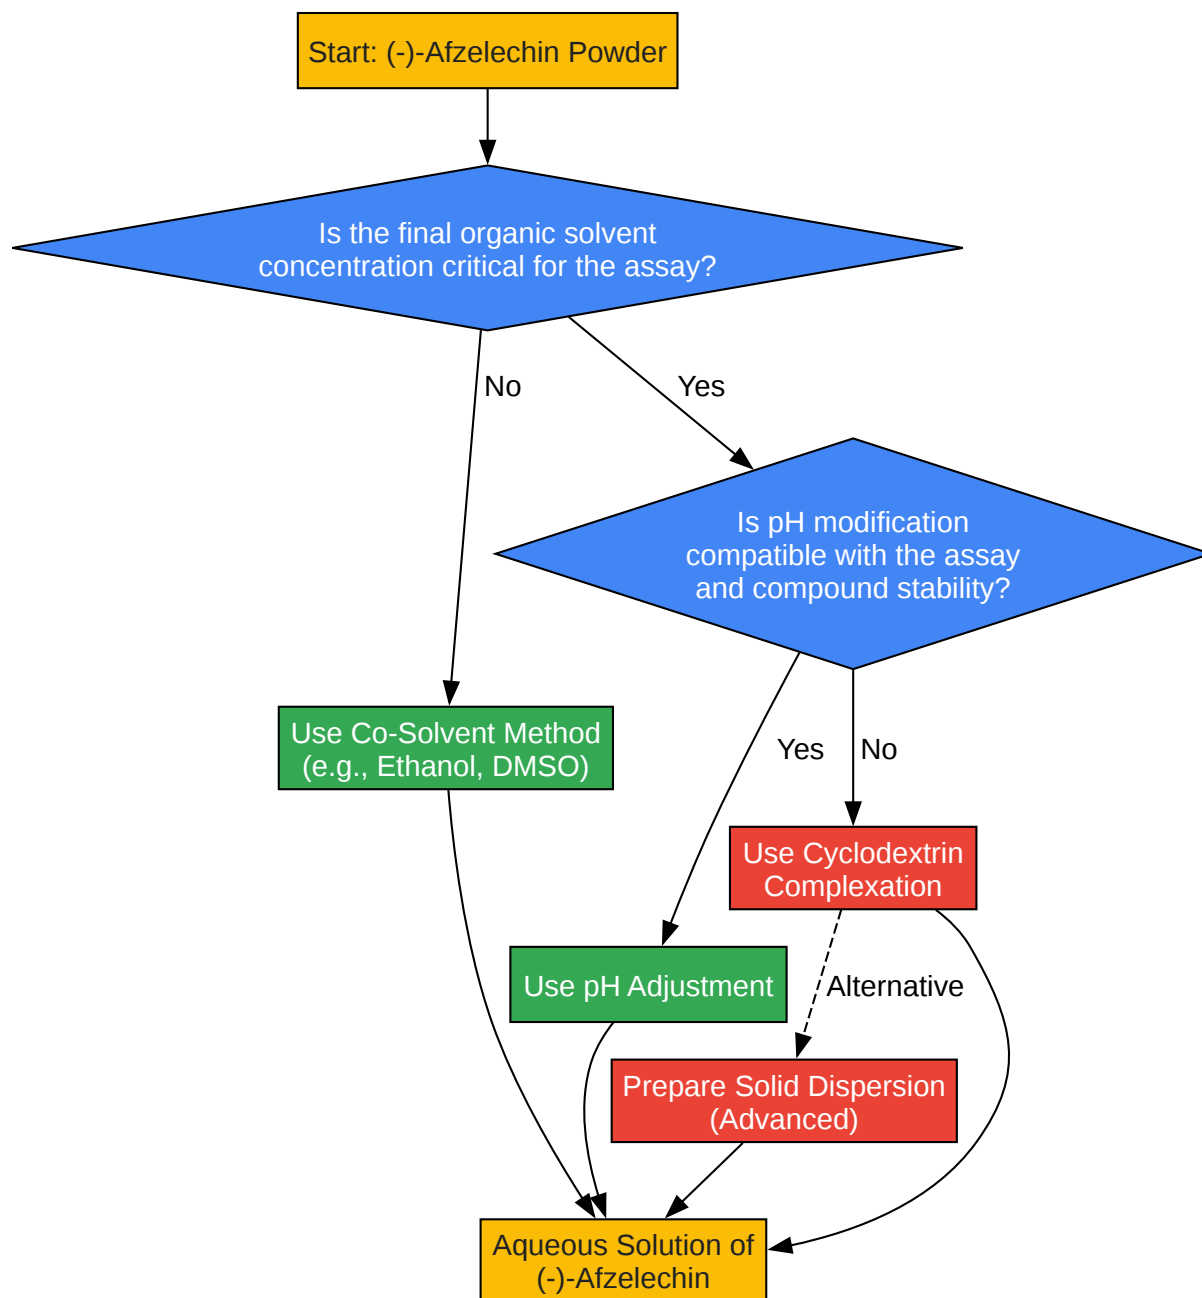 Start: (-)-Afzelechin Powder
Is the final organic solvent
concentration critical for the assay?
No
Yes
Is pH modification
compatible with the assay
and compound stability?
Use Co-Solvent Method
(e.g., Ethanol, DMSO)
Yes
No
Use Cyclodextrin
Complexation
Use pH Adjustment
Alternative
Prepare Solid Dispersion
(Advanced)
Aqueous Solution of
(-)-Afzelechin